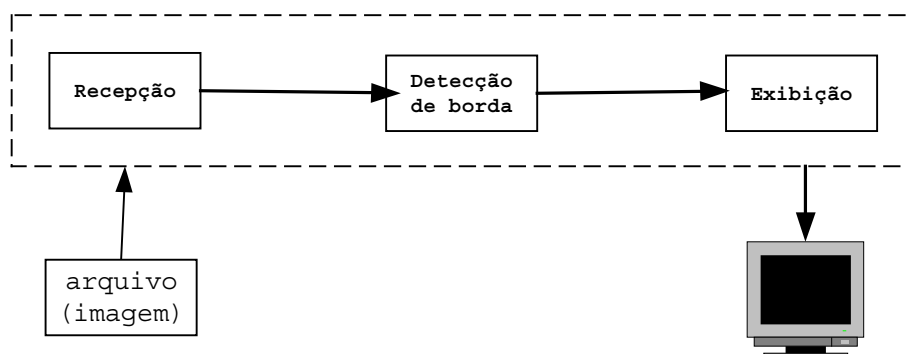 Recepção
Detecção
de borda
Exibição
arquivo
(imagem)